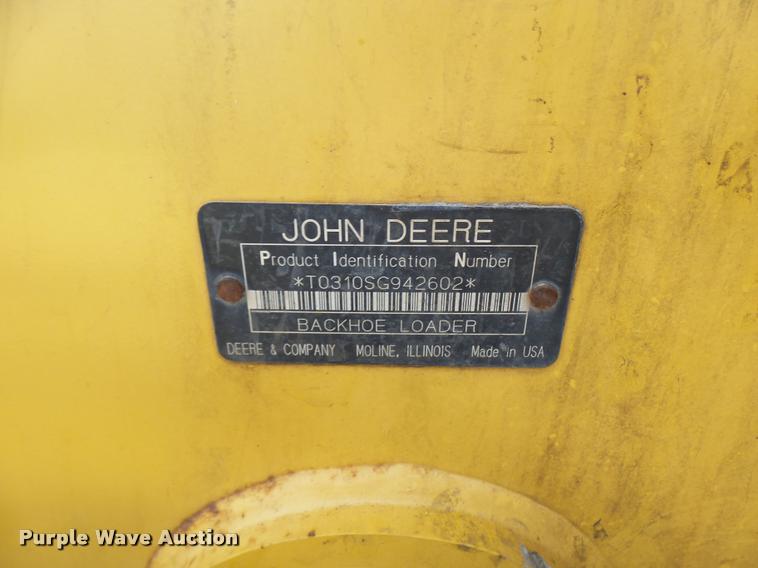 JOHN DEERE
Product Identification Number
*T0310SG942602*
BACKHOE LOADER
DEERE & COMPANY MOLINE, ILLINOIS Made in USA
Purple Wave Auction